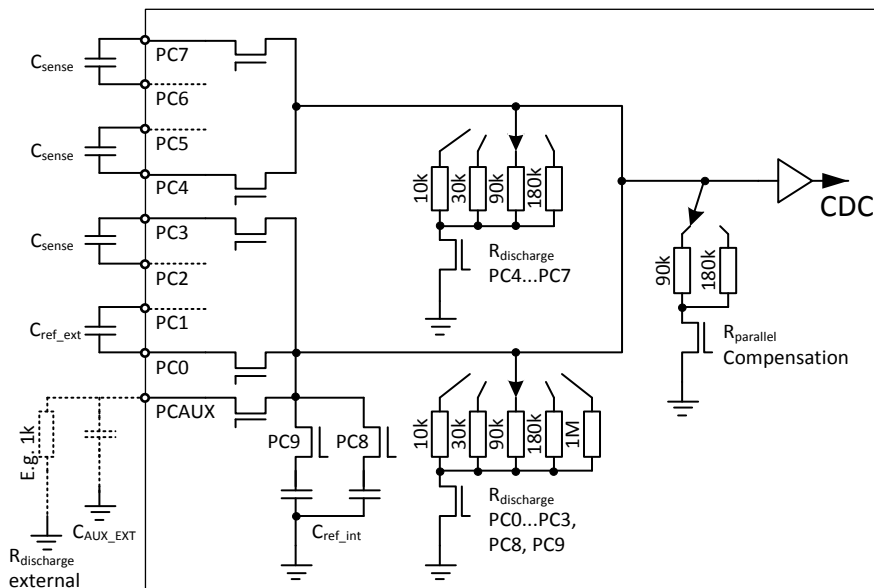 PC7
C_sense
PC6
PC5
C_sense
PC4
10k
30k
90k
180k
CDC
PC3
C_sense
PC2
R_discharge
PC4...PC7
90k
180k
PC1
C_ref_ext
PC0
R_parallel
Compensation
PCAUX
E.g. 1k
PC9
PC8
10k
30k
90k
180k
1M
C_AUX_EXT
C_ref_int
R_discharge
PC0...PC3,
PC8, PC9
R_discharge
external